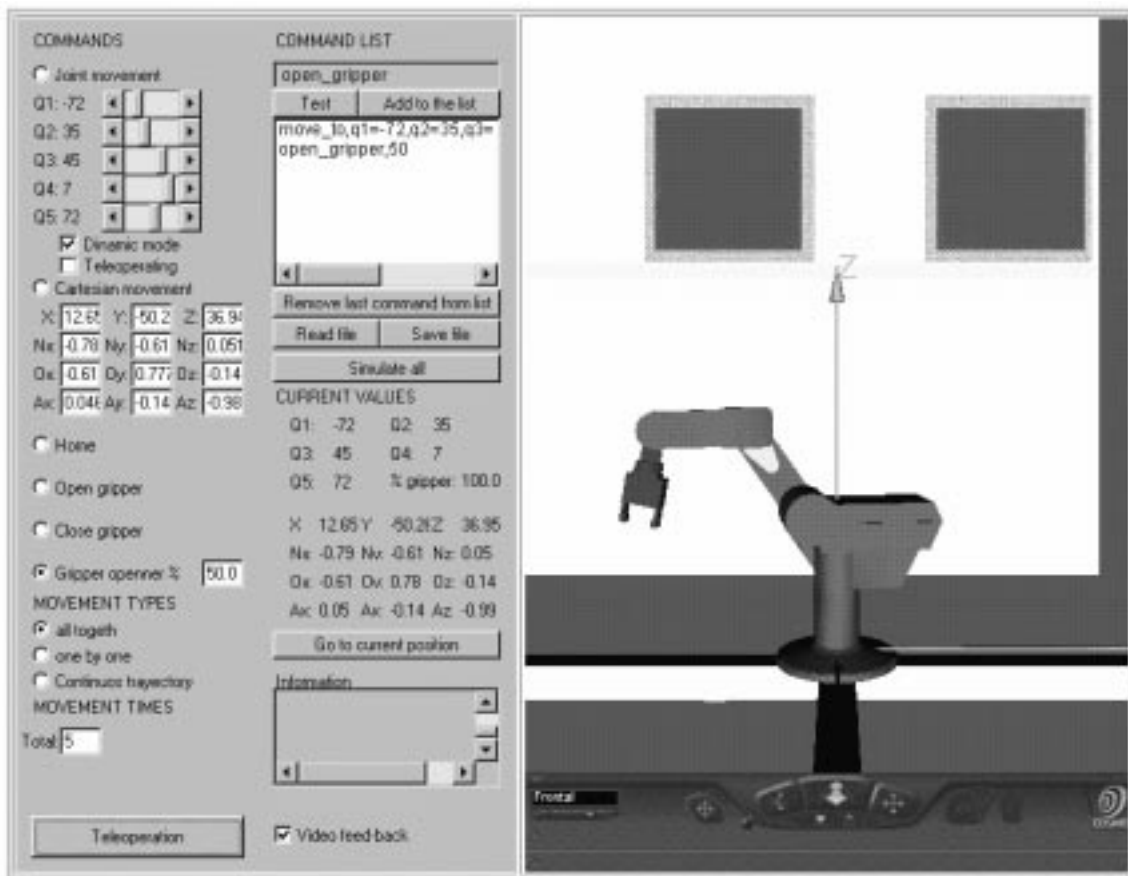 COMMANDS
Joint movement
Q1: -72
Q2: 35
Q3: 45
Q4: 7
Q5: 72
Dinamic mode
Teleoperating
Cartesian movement
X: 12.65 Y: -50.2 Z: 36.94
Nx: -0.78 Ny: -0.61 Nz: 0.051
Ox: -0.61 Oy: 0.777 Oz: -0.14
Ax: 0.046 Ay: -0.14 Az: -0.98
Home
Open gripper
Close gripper
Gripper openner % 50.0
MOVEMENT TYPES
all togeth
one by one
Continuos trayectory
MOVEMENT TIMES
Total: 5
Teleoperation
COMMAND LIST
open_gripper
Test Add to the list
move_to,q1=-72,q2=35,q3=
open_gripper,50
Remove last command from list
Read file Save file
Simulate all
CURRENT VALUES
Q1: -72 Q2: 35
Q3: 45 Q4: 7
Q5: 72 % gripper: 100.0
X 12.65 Y -50.28 Z 36.95
Nx: -0.79 Ny: -0.61 Nz: 0.05
Ox: -0.61 Ov: 0.78 Oz: -0.14
Ax: 0.05 Ax: -0.14 Az: -0.99
Go to current position
Information
Video feed-back
Z
Frontal